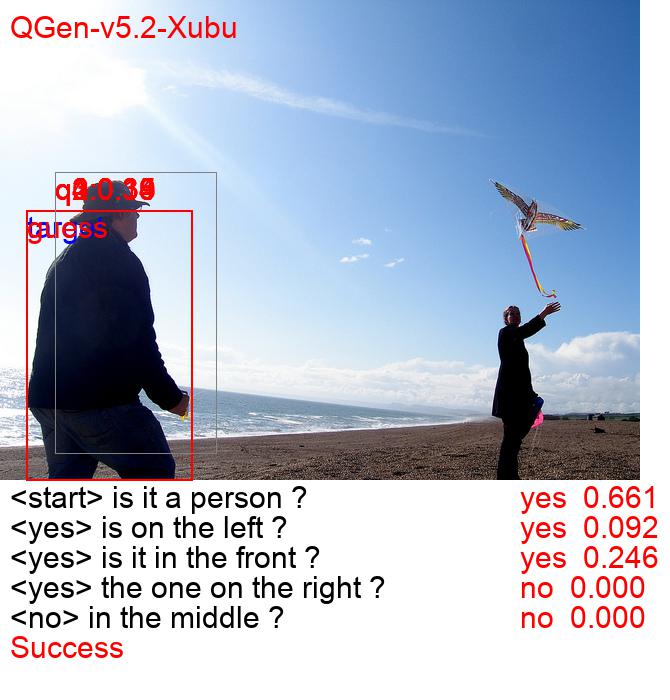 QGen-v5.2-Xubu
guess
<start> is it a person ? yes 0.661
<yes> is on the left ? yes 0.092
<yes> is it in the front ? yes 0.246
<yes> the one on the right ? no 0.000
<no> in the middle ? no 0.000
Success